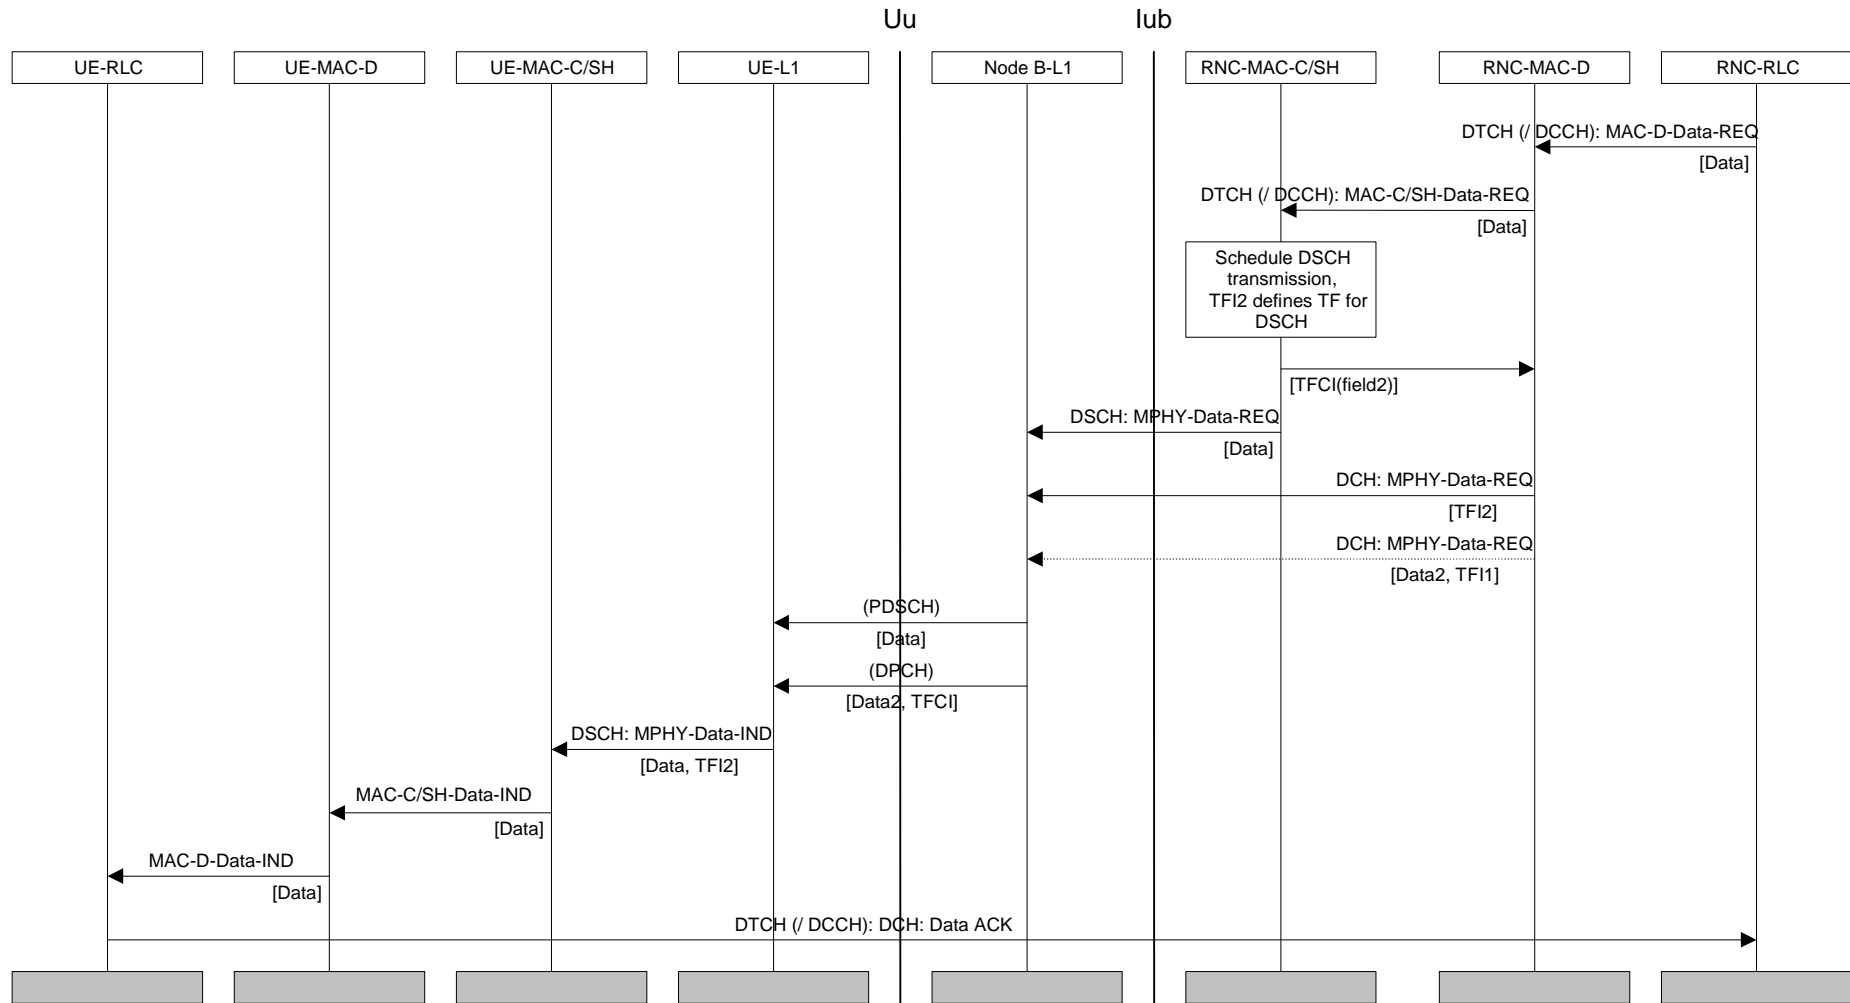 Uu
Iub
UE-RLC
UE-MAC-D
UE-MAC-C/SH
UE-L1
Node B-L1
RNC-MAC-C/SH
RNC-MAC-D
RNC-RLC
DTCH (/ DCCH): MAC-D-Data-REQ
[Data]
DTCH (/ DCCH): MAC-C/SH-Data-REQ
[Data]
Schedule DSCH
transmission,
TFI2 defines TF for
DSCH
[TFCI(field2)]
DSCH: MPHY-Data-REQ
[Data]
DCH: MPHY-Data-REQ
[TFI2]
DCH: MPHY-Data-REQ
[Data2, TFI1]
(PDSCH)
[Data]
(DPCH)
[Data2, TFCI]
DSCH: MPHY-Data-IND
[Data, TFI2]
MAC-C/SH-Data-IND
[Data]
MAC-D-Data-IND
[Data]
DTCH (/ DCCH): DCH: Data ACK